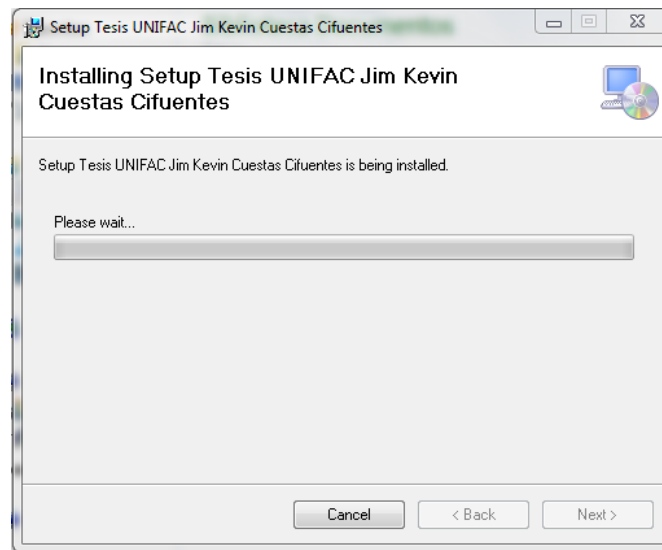 Setup Tesis UNIFAC Jim Kevin Cuestas Cifuentes
Installing Setup Tesis UNIFAC Jim Kevin
Cuestas Cifuentes
Setup Tesis UNIFAC Jim Kevin Cuestas Cifuentes is being installed.
Please wait...
Cancel
< Back
Next >